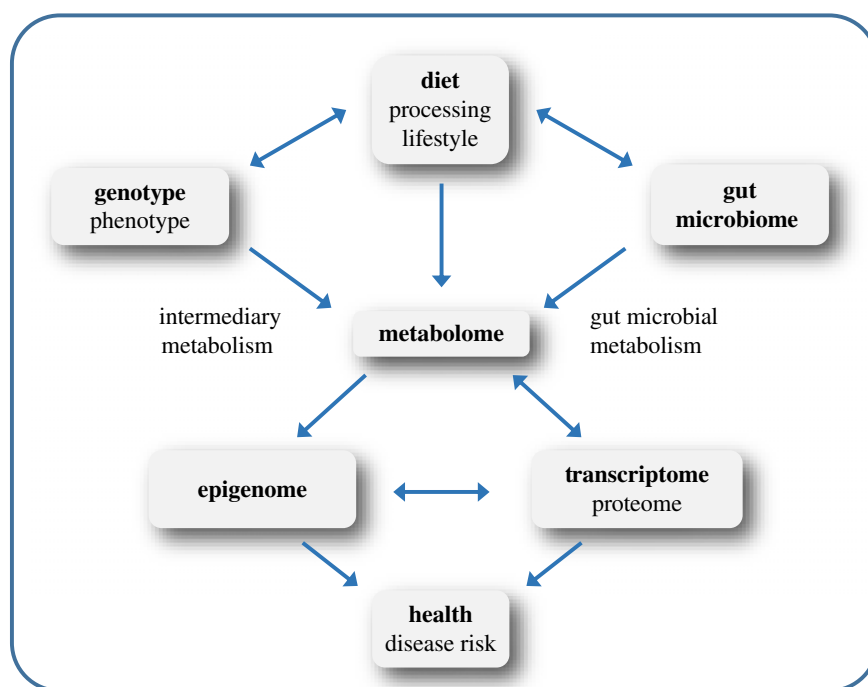 diet
processing
lifestyle
genotype
phenotype
gut
microbiome
intermediary
metabolism
metabolome
gut microbial
metabolism
epigenome
transcriptome
proteome
health
disease risk